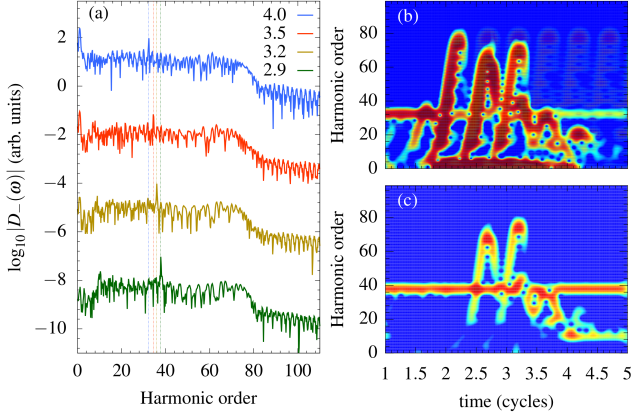 (a)
4.0
3.5
3.2
2.9
log₁₀|D₋(ω)| (arb. units)
2
0
−2
−4
−6
−8
−10
0 20 40 60 80 100
Harmonic order
(b)
Harmonic order
80
60
40
20
0
(c)
Harmonic order
80
60
40
20
0
1 1.5 2 2.5 3 3.5 4 4.5 5
time (cycles)